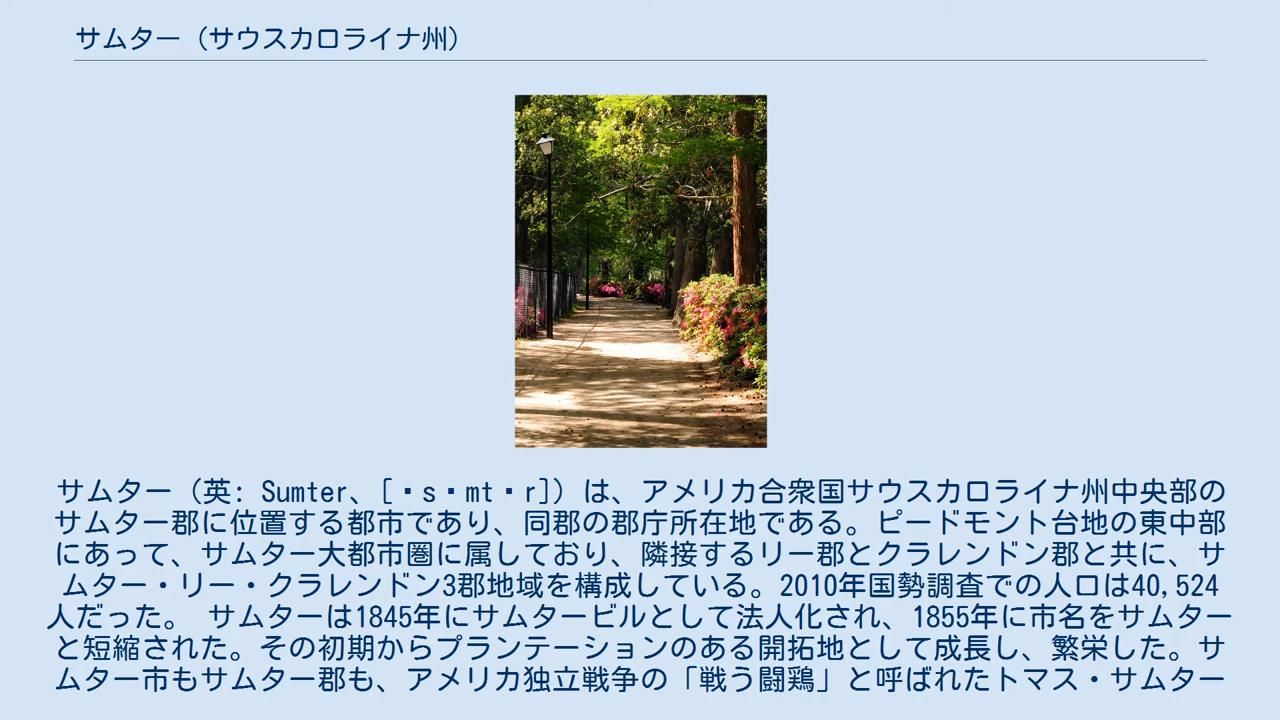 サムター（サウスカロライナ州）
サムター（英: Sumter、[・s・mt・r]）は、アメリカ合衆国サウスカロライナ州中央部の
サムター郡に位置する都市であり、同郡の郡庁所在地である。ピードモント台地の東中部
にあって、サムター大都市圏に属しており、隣接するリー郡とクラレンドン郡と共に、サ
ムター・リー・クラレンドン3郡地域を構成している。2010年国勢調査での人口は40,524
人だった。 サムターは1845年にサムタービルとして法人化され、1855年に市名をサムター
と短縮された。その初期からプランテーションのある開拓地として成長し、繁栄した。サ
ムター市もサムター郡も、アメリカ独立戦争の「戦う闘鶏」と呼ばれたトマス・サムター